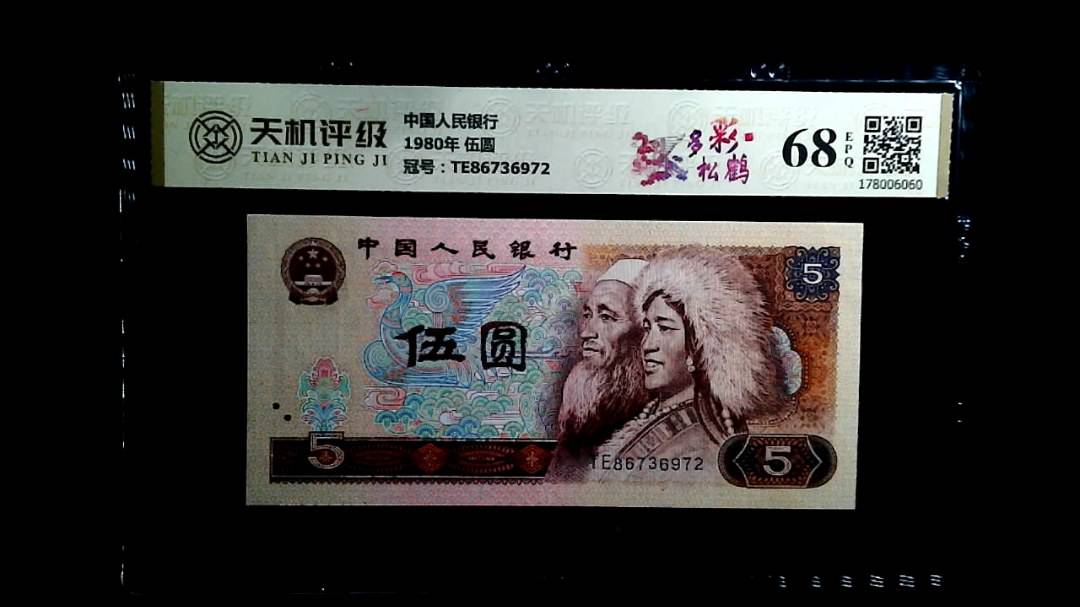 天机评级
TIAN JI PING JI
中国人民银行
1980年 伍圆
冠号：TE86736972
多彩
松鹤
68
EPQ
178006060
中国人民银行
5
伍圆
5
TE86736972
5